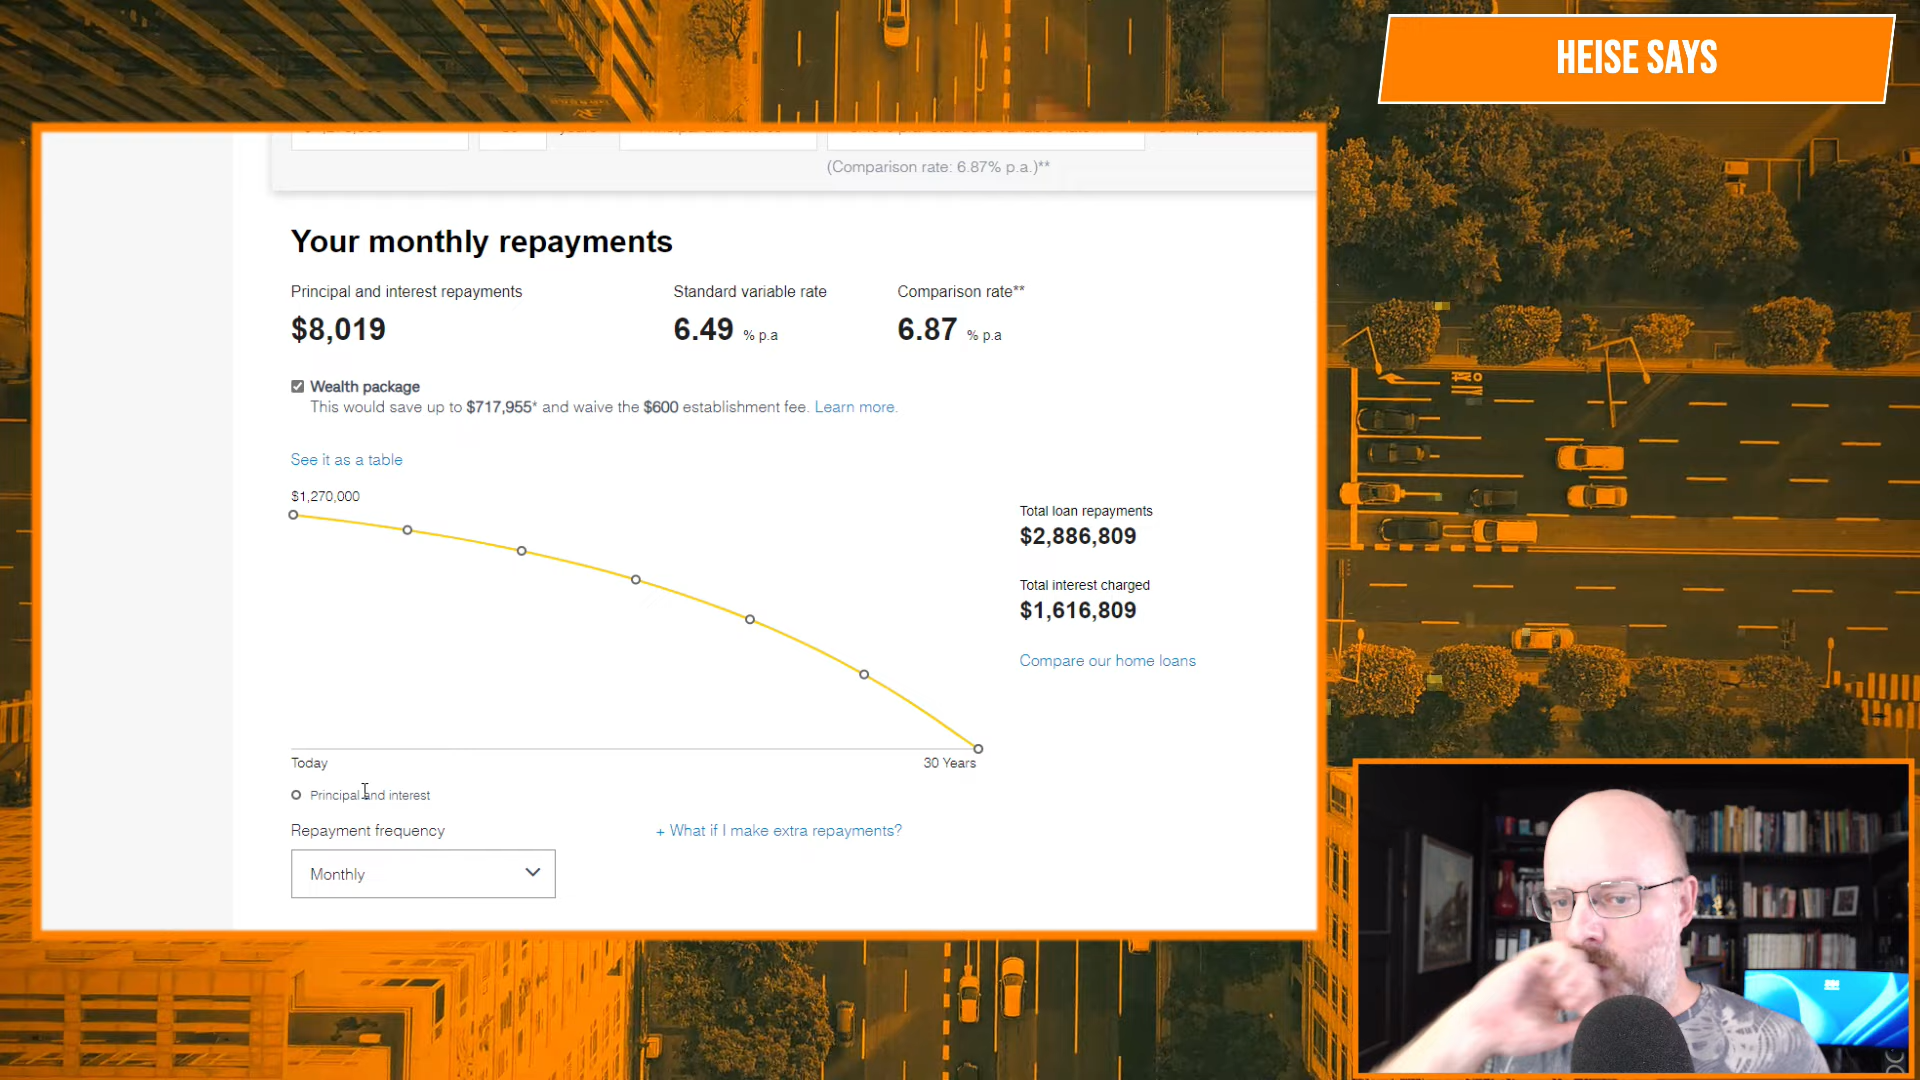 HEISE SAYS
(Comparison rate: 6.87% p.a.)**
Your monthly repayments
Principal and interest repayments
Standard variable rate
Comparison rate**
$8,019
6.49 % p.a
6.87 % p.a
Wealth package
This would save up to $717,955* and waive the $600 establishment fee. Learn more.
See it as a table
$1,270,000
Total loan repayments
$2,886,809
Total interest charged
$1,616,809
Compare our home loans
Today
30 Years
Principal and interest
Repayment frequency
+ What if I make extra repayments?
Monthly